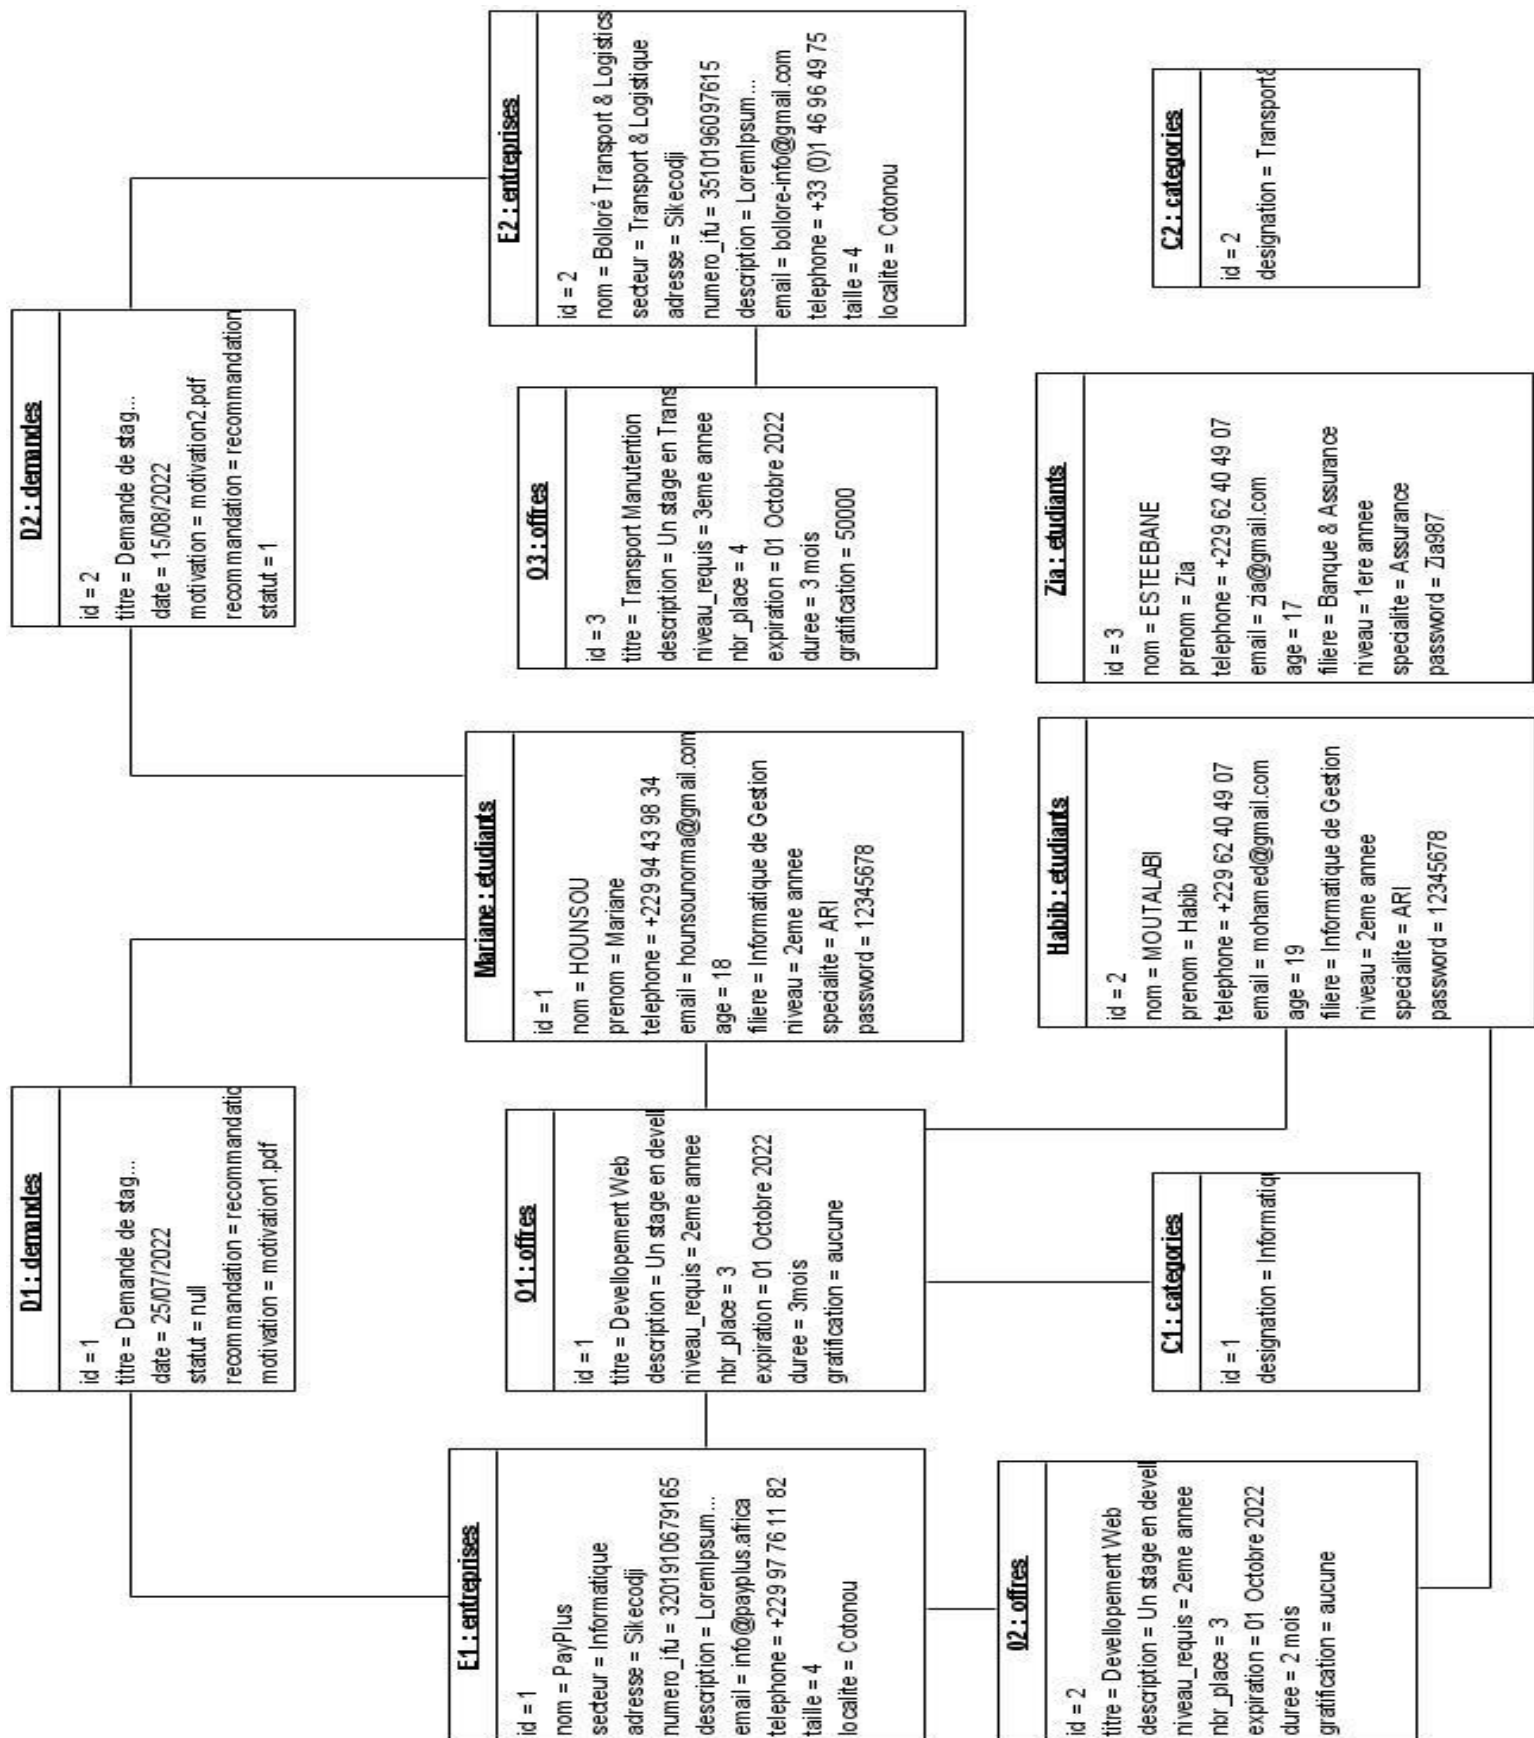 D1 : demandes
id = 1
titre = Demande de stag...
date = 25/07/2022
statut = null
recommandation = recommandatio
motivation = motivation1.pdf
D2 : demandes
id = 2
titre = Demande de stag...
date = 15/08/2022
motivation = motivation2.pdf
recommandation = recommandation
statut = 1
E1 : entreprises
id = 1
nom = PayPlus
secteur = Informatique
adresse = Sikecodji
numero_ifu = 3201910679165
description = LoremIpsum...
email = info@payplus.africa
telephone = +229 97 76 11 82
taille = 4
localite = Cotonou
O1 : offres
id = 1
titre = Devellopement Web
description = Un stage en devell
niveau_requis = 2eme annee
nbr_place = 3
expiration = 01 Octobre 2022
duree = 3mois
gratification = aucune
Mariane : etudiants
id = 1
nom = HOUNSOU
prenom = Mariane
telephone = +229 94 43 98 34
email = hounsounorma@gmail.com
age = 18
filiere = Informatique de Gestion
niveau = 2eme annee
specialite = ARI
password = 12345678
O3 : offres
id = 3
titre = Transport Manutention
description = Un stage en Trans
niveau_requis = 3eme annee
nbr_place = 4
expiration = 01 Octobre 2022
duree = 3 mois
gratification = 50000
E2 : entreprises
id = 2
nom = Bolloré Transport & Logistics
secteur = Transport & Logistique
adresse = Sikecodji
numero_ifu = 3510196097615
description = LoremIpsum...
email = bollore-info@gmail.com
telephone = +33 (0)1 46 96 49 75
taille = 4
localite = Cotonou
O2 : offres
id = 2
titre = Devellopement Web
description = Un stage en devell
niveau_requis = 2eme annee
nbr_place = 3
expiration = 01 Octobre 2022
duree = 2 mois
gratification = aucune
C1 : categories
id = 1
designation = Informatiq
Habib : etudiants
id = 2
nom = MOUTALABI
prenom = Habib
telephone = +229 62 40 49 07
email = mohamed@gmail.com
age = 19
filiere = Informatique de Gestion
niveau = 2eme annee
specialite = ARI
password = 12345678
Zia : etudiants
id = 3
nom = ESTEEBANE
prenom = Zia
telephone = +229 62 40 49 07
email = zia@gmail.com
age = 17
filiere = Banque & Assurance
niveau = 1ere annee
specialite = Assurance
password = Zia987
C2 : categories
id = 2
designation = Transport&